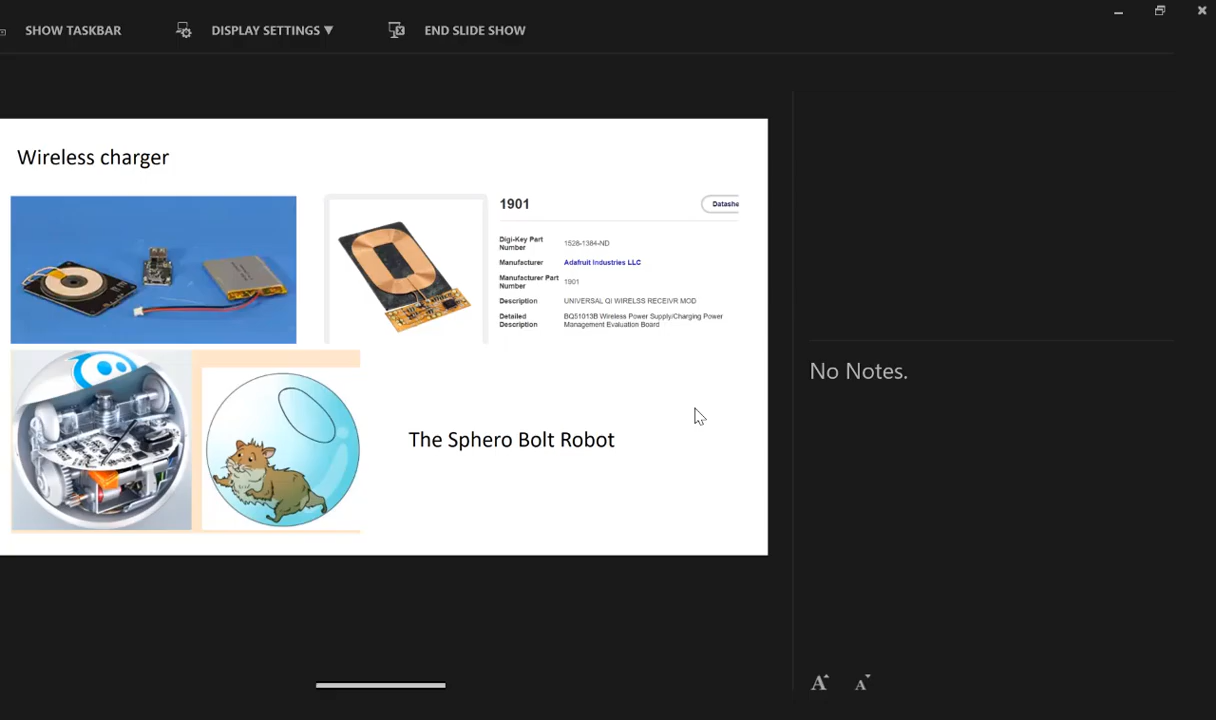 SHOW TASKBAR
DISPLAY SETTINGS ▼
END SLIDE SHOW
Wireless charger
1901
Datashe
Digi-Key Part
Number
1528-1384-ND
Manufacturer
Adafruit Industries LLC
Manufacturer Part
Number
1901
Description
UNIVERSAL QI WIRELSS RECEIVR MOD
Detailed
Description
BQ51013B Wireless Power Supply/Charging Power
Management Evaluation Board
The Sphero Bolt Robot
No Notes.
A A